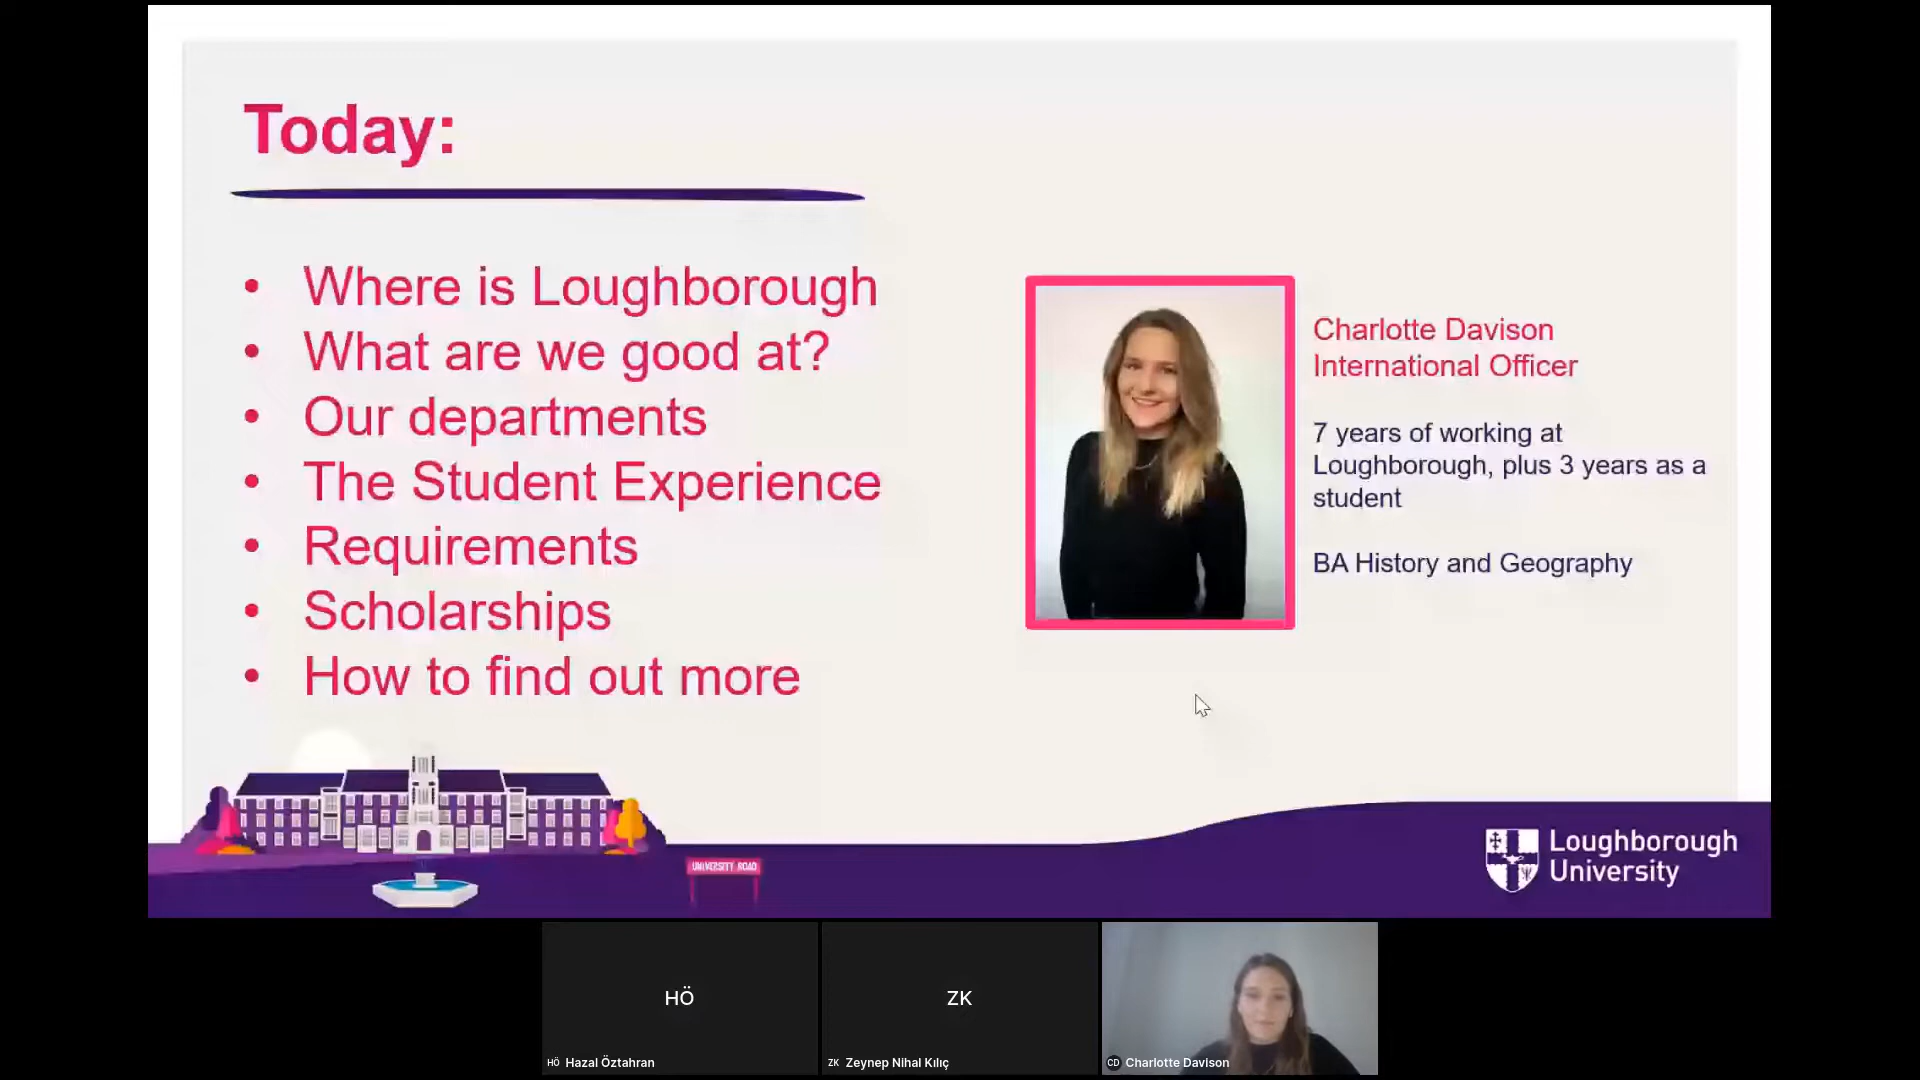 Today:
• Where is Loughborough
• What are we good at?
• Our departments
• The Student Experience
• Requirements
• Scholarships
• How to find out more
Charlotte Davison
International Officer
7 years of working at
Loughborough, plus 3 years as a
student
BA History and Geography
UNIVERSITY ROAD
Loughborough
University
HÖ
HÖ Hazal Öztahran
ZK
ZK Zeynep Nihal Kılıç
CD Charlotte Davison